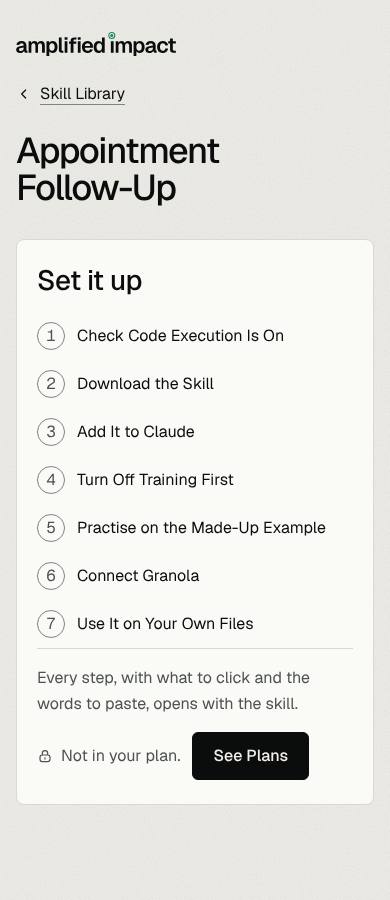 amplified impact
Skill Library
Appointment
Follow-Up
Set it up
1 Check Code Execution Is On
2 Download the Skill
3 Add It to Claude
4 Turn Off Training First
5 Practise on the Made-Up Example
6 Connect Granola
7 Use It on Your Own Files
Every step, with what to click and the
words to paste, opens with the skill.
Not in your plan. See Plans